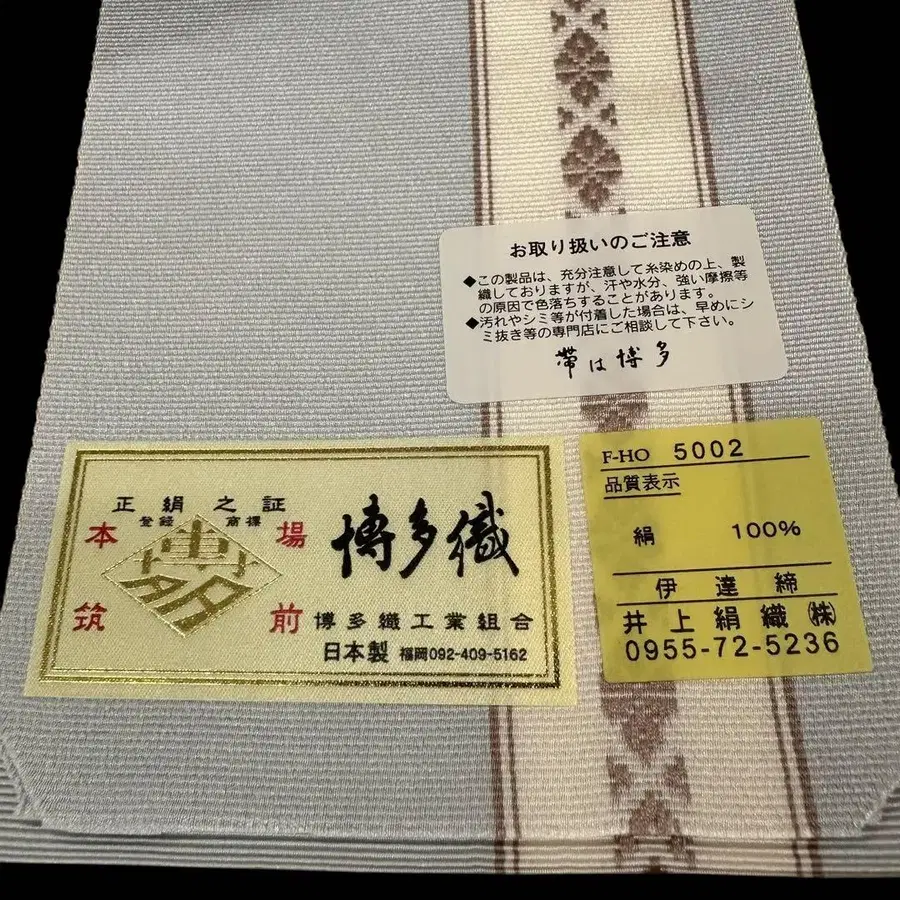 お取り扱いのご注意
◆この製品は、充分注意して糸染めの上、製
織しておりますが、汗や水分、強い摩擦等
の原因で色落ちすることがあります。
◆汚れやシミ等が付着した場合は、早めにシ
ミ抜き等の専門店にご相談して下さい。
帯は博多
正絹之証
登録商標
本場
筑前
博多
博多織
博多織工業組合
日本製 福岡092-409-5162
F-HO 5002
品質表示
絹 100%
伊達締
井上絹織㈱
0955-72-5236